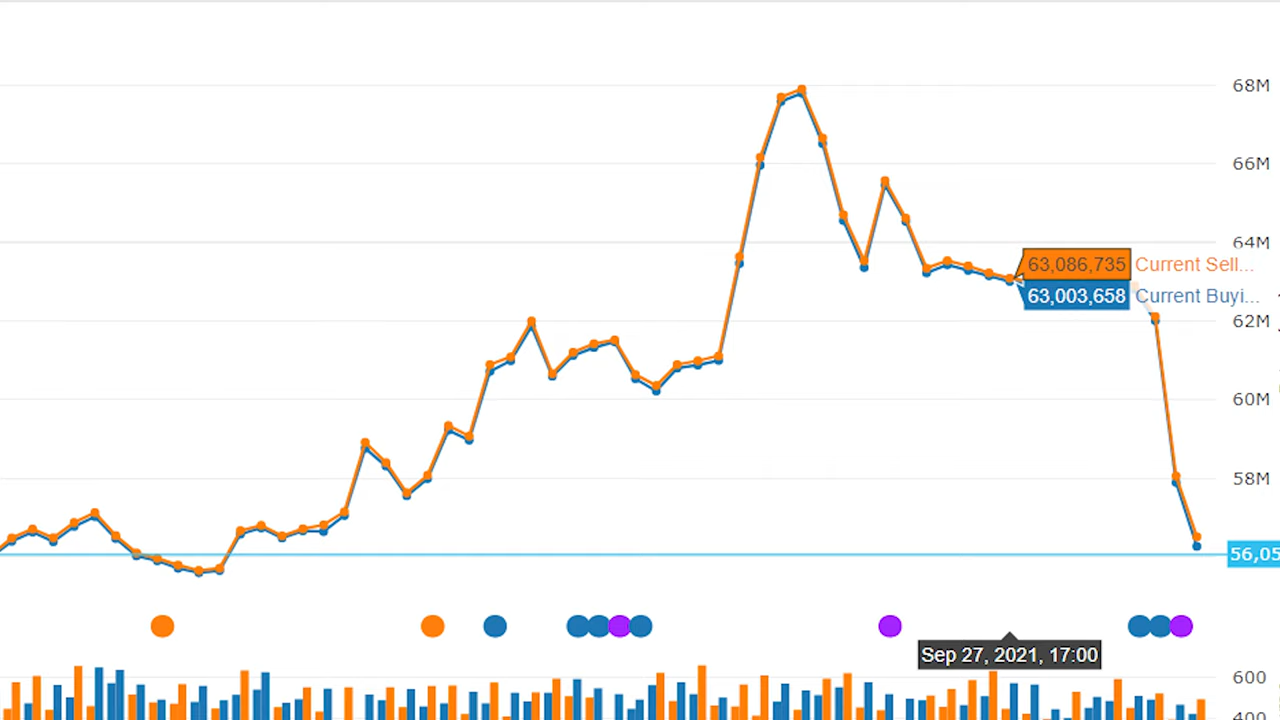 68M
66M
64M
63,086,735 Current Sell...
63,003,658 Current Buyi...
62M
60M
58M
56,05
Sep 27, 2021, 17:00
600
400